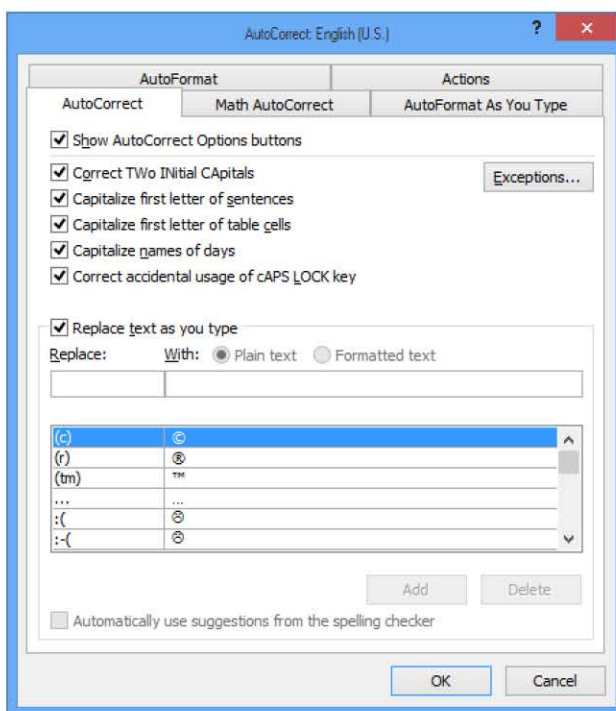 AutoCorrect: English (U.S.)
?
×
AutoFormat
Actions
AutoCorrect
Math AutoCorrect
AutoFormat As You Type
Show AutoCorrect Options buttons
Correct TWo INitial CApitals
Exceptions...
Capitalize first letter of sentences
Capitalize first letter of table cells
Capitalize names of days
Correct accidental usage of cAPS LOCK key
Replace text as you type
Replace:
With:
Plain text
Formatted text
(c) ©
(r) ®
(tm) ™
... ...
:( ☹
:-( ☹
Add
Delete
Automatically use suggestions from the spelling checker
OK
Cancel